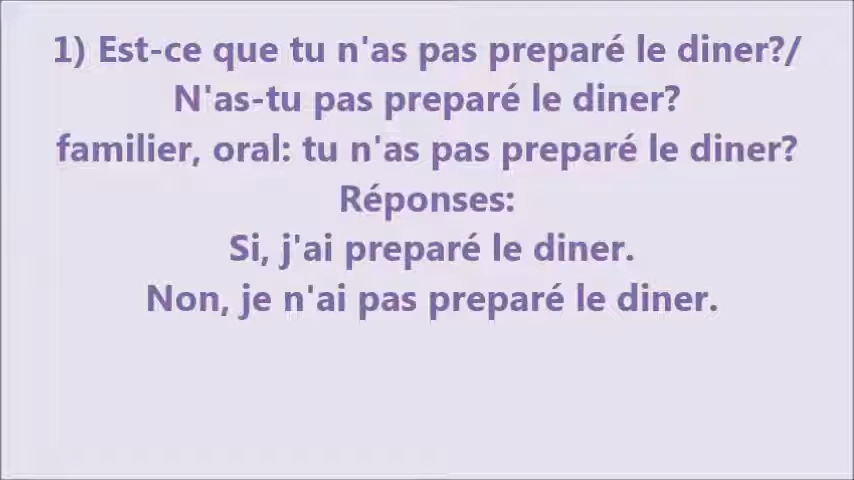 1) Est-ce que tu n'as pas preparé le diner?/
N'as-tu pas preparé le diner?
familier, oral: tu n'as pas preparé le diner?
Réponses:
Si, j'ai preparé le diner.
Non, je n'ai pas preparé le diner.